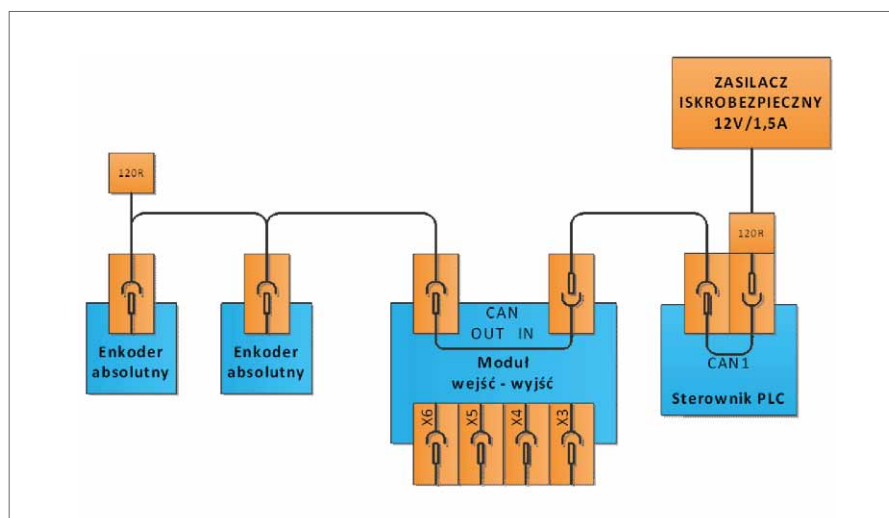 ZASILACZ
ISKROBEZPIECZNY
12V/1,5A
120R
120R
CAN
OUT IN
Enkoder
absolutny
Enkoder
absolutny
Moduł
wejść - wyjść
CAN1
Sterownik PLC
X6
X5
X4
X3